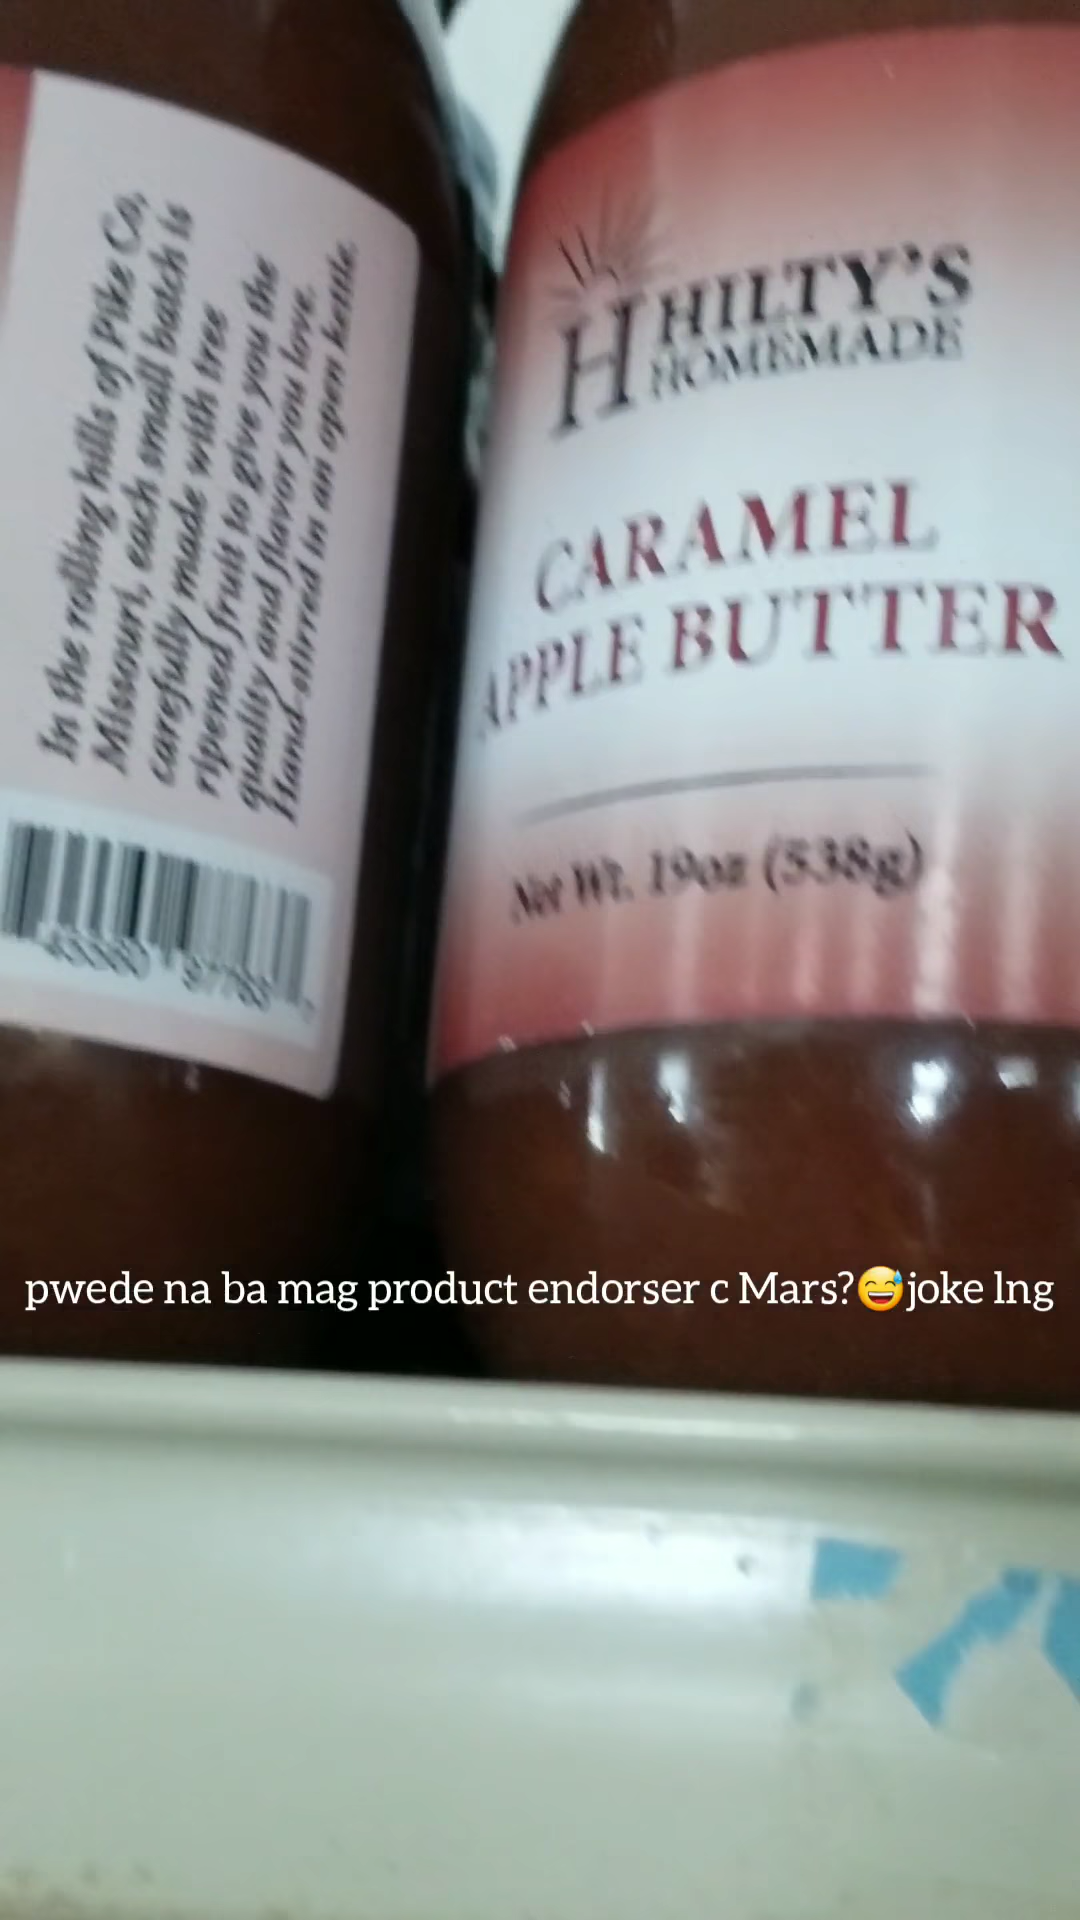 In the rolling hills of Pike Co,
Missouri, each small batch is
carefully made with tree
ripened fruit to give you the
quality and flavor you love.
Hand-stirred in an open kettle.
H HILTY'S
HOMEMADE
CARAMEL
APPLE BUTTER
Net Wt. 19oz (538g)
pwede na ba mag product endorser c Mars?😅joke lng